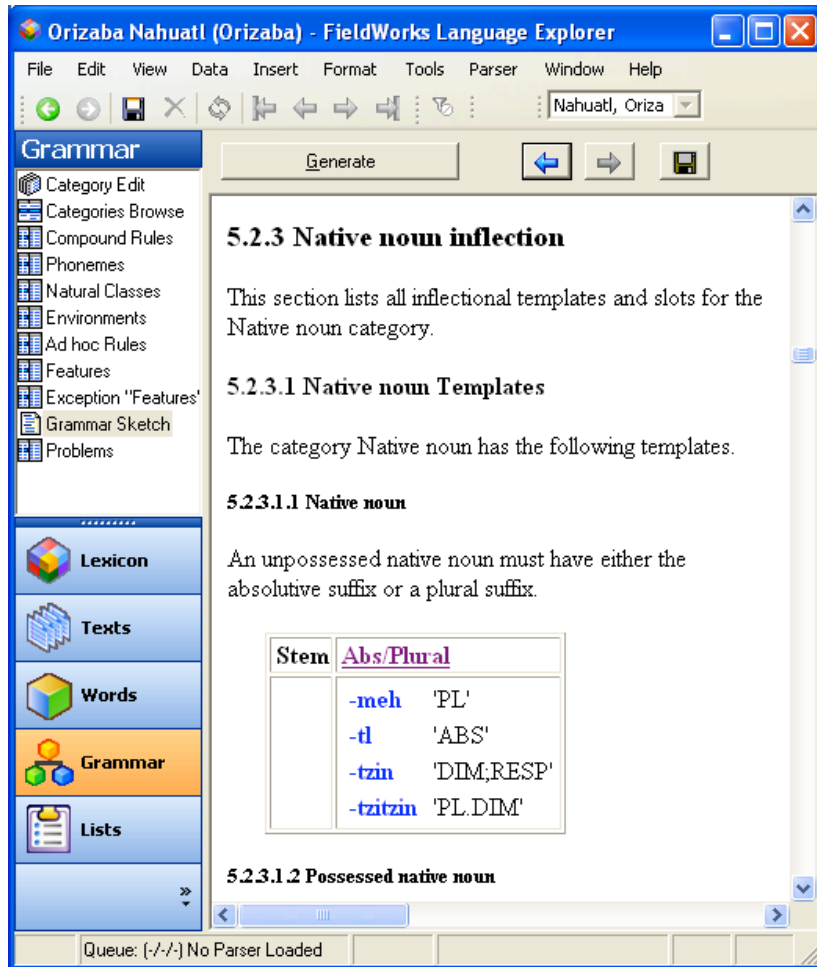 Orizaba Nahuatl (Orizaba) - FieldWorks Language Explorer
File Edit View Data Insert Format Tools Parser Window Help
Nahuatl, Oriza
Grammar
Category Edit
Categories Browse
Compound Rules
Phonemes
Natural Classes
Environments
Ad hoc Rules
Features
Exception "Features'
Grammar Sketch
Problems
Lexicon
Texts
Words
Grammar
Lists
»
Generate
5.2.3 Native noun inflection
This section lists all inflectional templates and slots for the
Native noun category.
5.2.3.1 Native noun Templates
The category Native noun has the following templates.
5.2.3.1.1 Native noun
An unpossessed native noun must have either the
absolutive suffix or a plural suffix.
Stem Abs/Plural
-meh 'PL'
-tl 'ABS'
-tzin 'DIM;RESP'
-tzitzin 'PL.DIM'
5.2.3.1.2 Possessed native noun
Queue: (-/-/-) No Parser Loaded